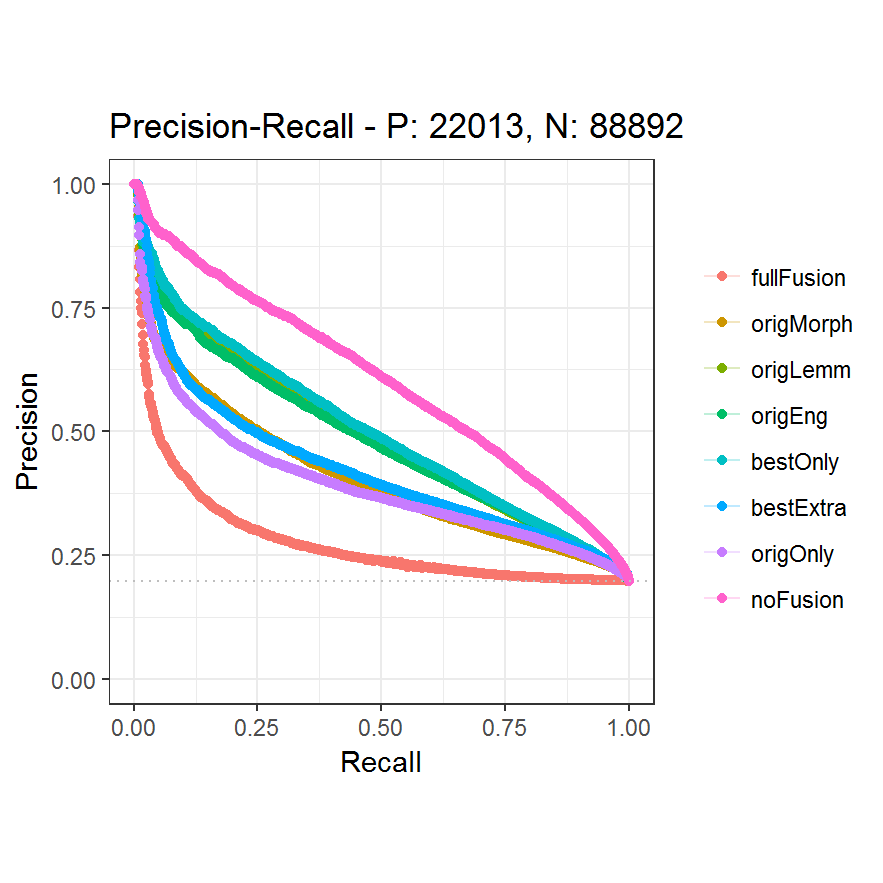 Precision-Recall - P: 22013, N: 88892
Precision
1.00
0.75
0.50
0.25
0.00
0.00 0.25 0.50 0.75 1.00
Recall
fullFusion
origMorph
origLemm
origEng
bestOnly
bestExtra
origOnly
noFusion